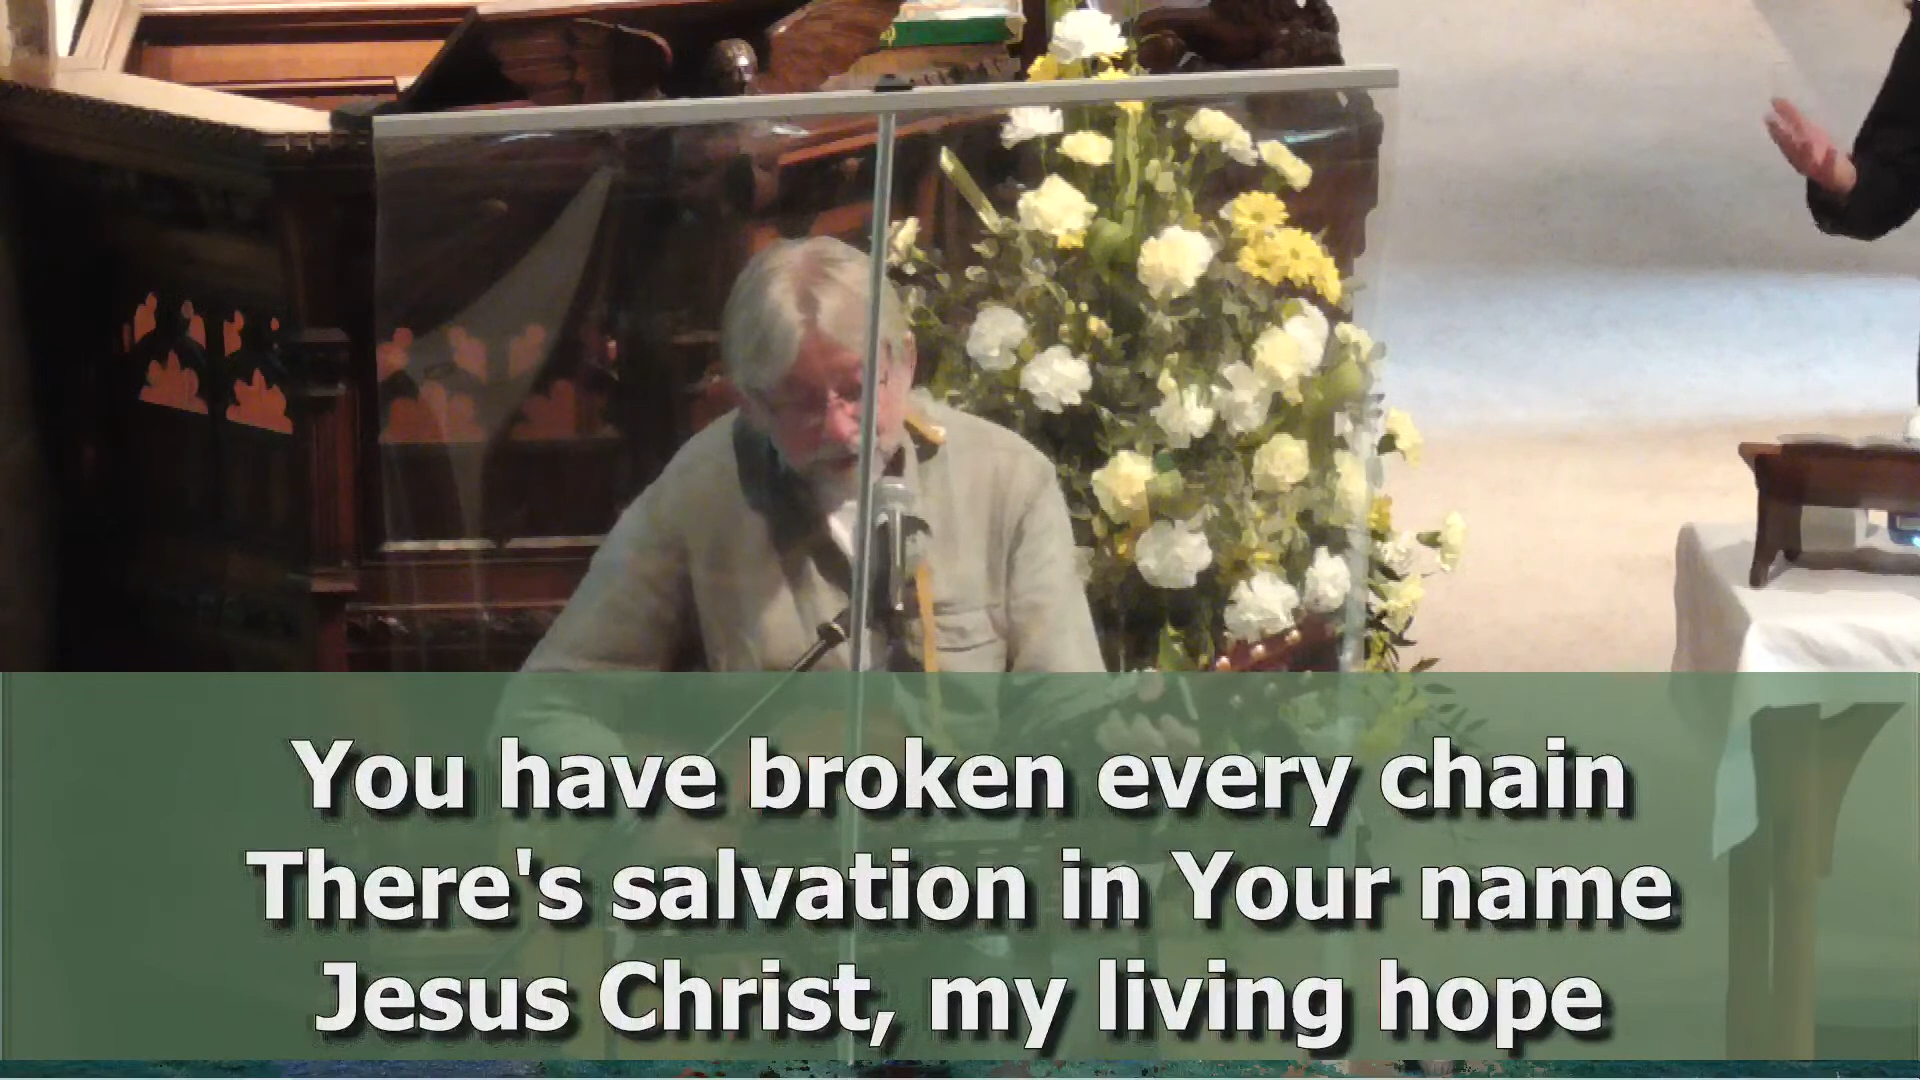 You have broken every chain
There's salvation in Your name
Jesus Christ, my living hope